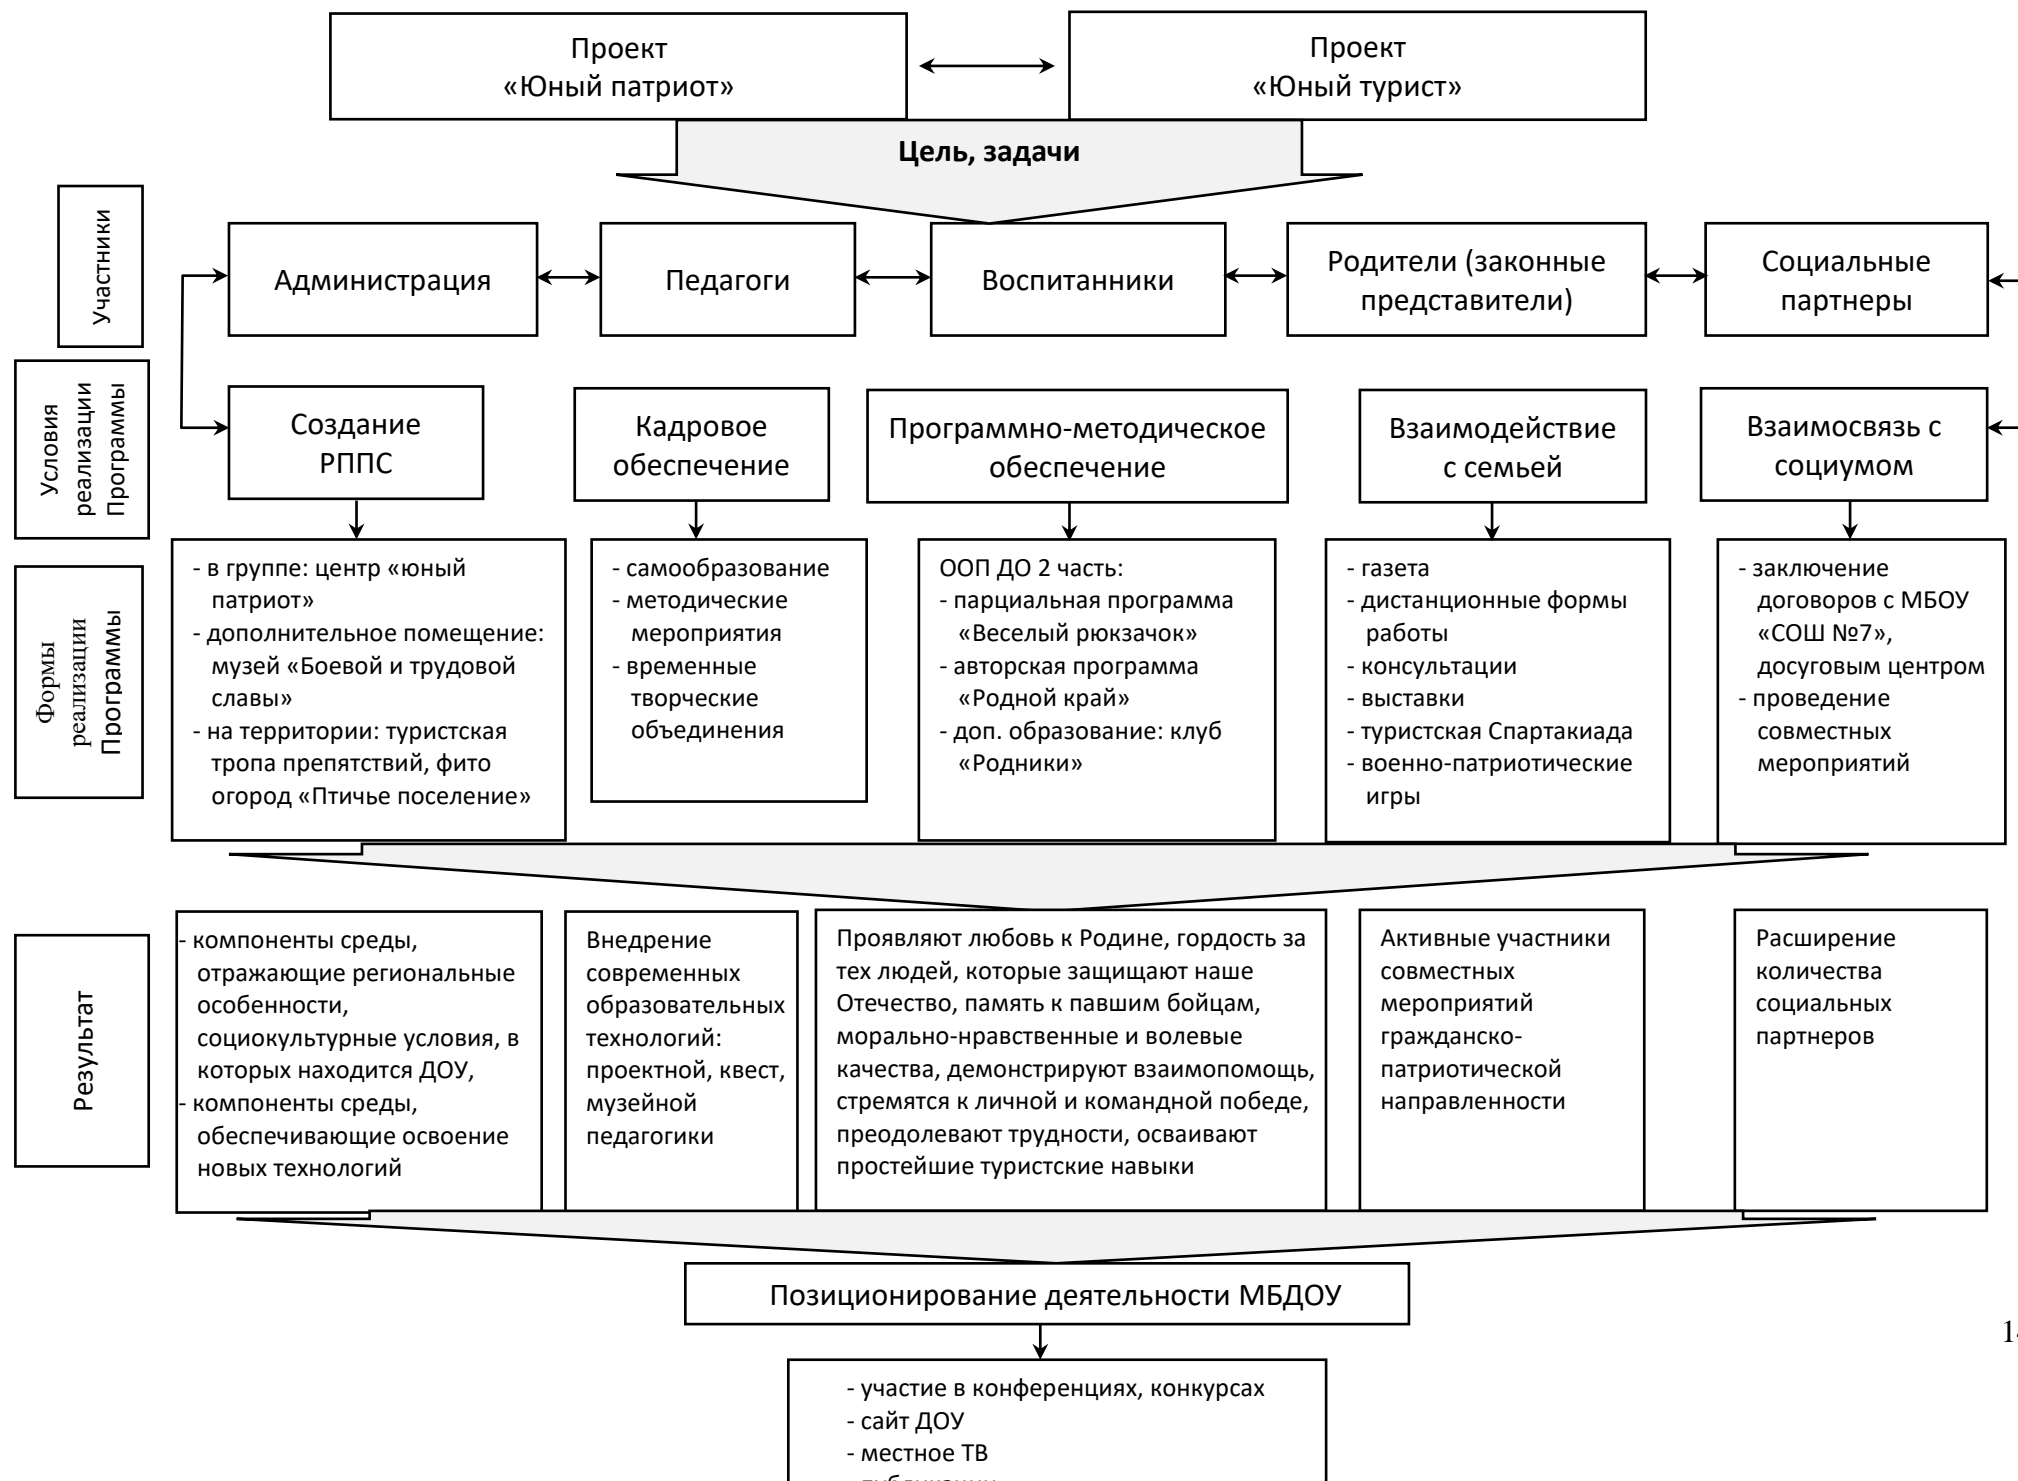 Проект
«Юный патриот»
Проект
«Юный турист»
Цель, задачи
Участники
Администрация
Педагоги
Воспитанники
Родители (законные
представители)
Социальные
партнеры
Условия
реализации
Программы
Создание
РППС
Кадровое
обеспечение
Программно-методическое
обеспечение
Взаимодействие
с семьей
Взаимосвязь с
социумом
Формы
реализации
Программы
- в группе: центр «юный
патриот»
- дополнительное помещение:
музей «Боевой и трудовой
славы»
- на территории: туристская
тропа препятствий, фито
огород «Птичье поселение»
- самообразование
- методические
мероприятия
- временные
творческие
объединения
ООП ДО 2 часть:
- парциальная программа
«Веселый рюкзачок»
- авторская программа
«Родной край»
- доп. образование: клуб
«Родники»
- газета
- дистанционные формы
работы
- консультации
- выставки
- туристская Спартакиада
- военно-патриотические
игры
- заключение
договоров с МБОУ
«СОШ №7»,
досуговым центром
- проведение
совместных
мероприятий
Результат
- компоненты среды,
отражающие региональные
особенности,
социокультурные условия, в
которых находится ДОУ,
- компоненты среды,
обеспечивающие освоение
новых технологий
Внедрение
современных
образовательных
технологий:
проектной, квест,
музейной
педагогики
Проявляют любовь к Родине, гордость за
тех людей, которые защищают наше
Отечество, память к павшим бойцам,
морально-нравственные и волевые
качества, демонстрируют взаимопомощь,
стремятся к личной и командной победе,
преодолевают трудности, осваивают
простейшие туристские навыки
Активные участники
совместных
мероприятий
гражданско-
патриотической
направленности
Расширение
количества
социальных
партнеров
Позиционирование деятельности МБДОУ
- участие в конференциях, конкурсах
- сайт ДОУ
- местное ТВ